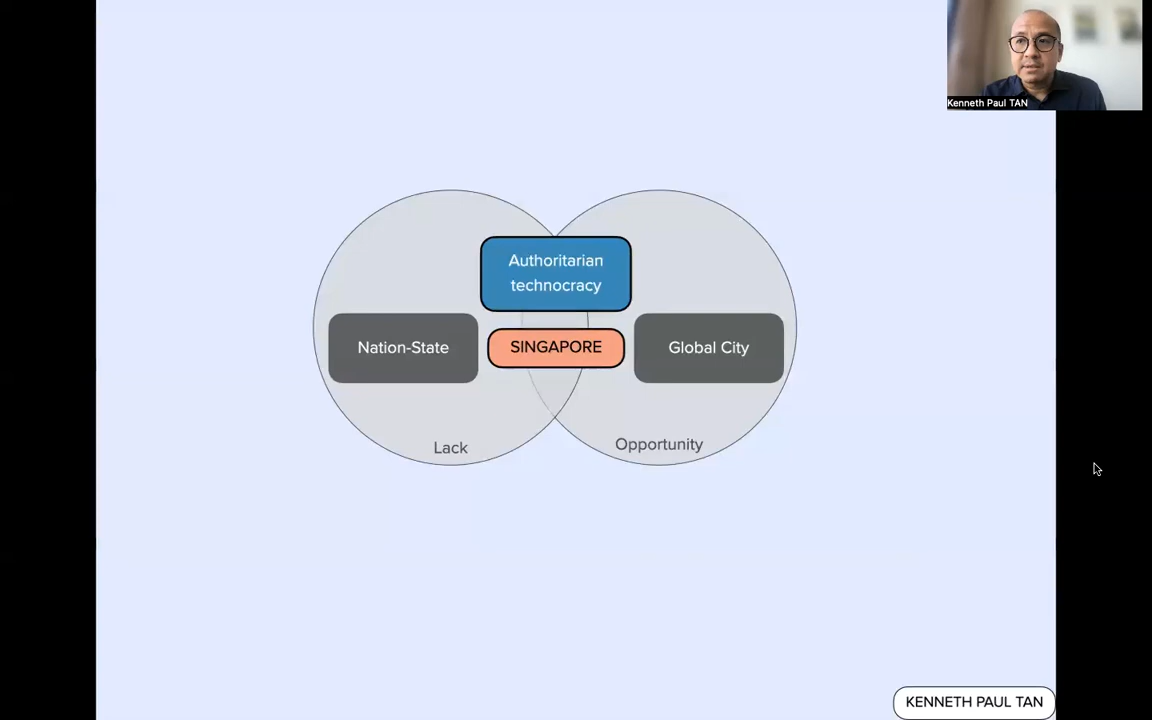 Kenneth Paul TAN
Authoritarian
technocracy
Nation-State
SINGAPORE
Global City
Lack
Opportunity
KENNETH PAUL TAN